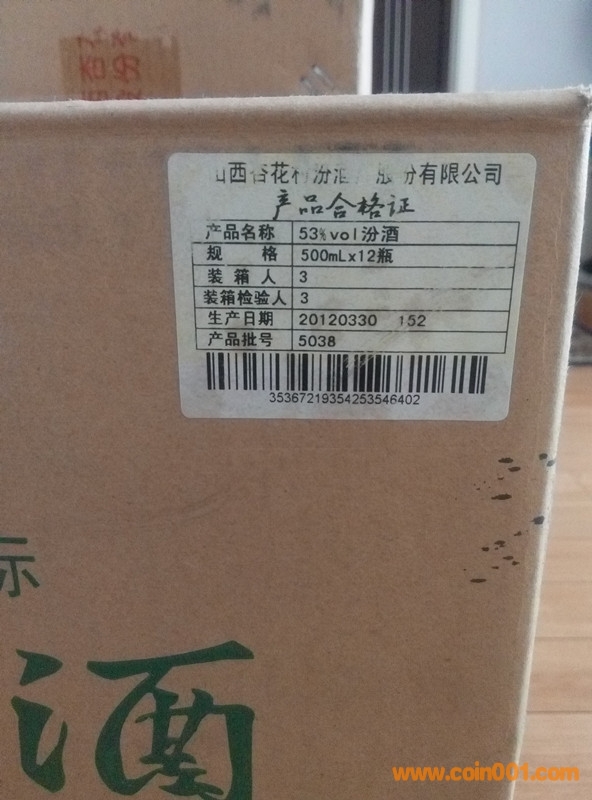 山西杏花村汾酒厂股份有限公司
产品合格证
产品名称 53%vol汾酒
规 格 500mLx12瓶
装 箱 人 3
装箱检验人 3
生产日期 20120330 152
产品批号 5038
35367219354253546402
示
酒
www.coin001.com